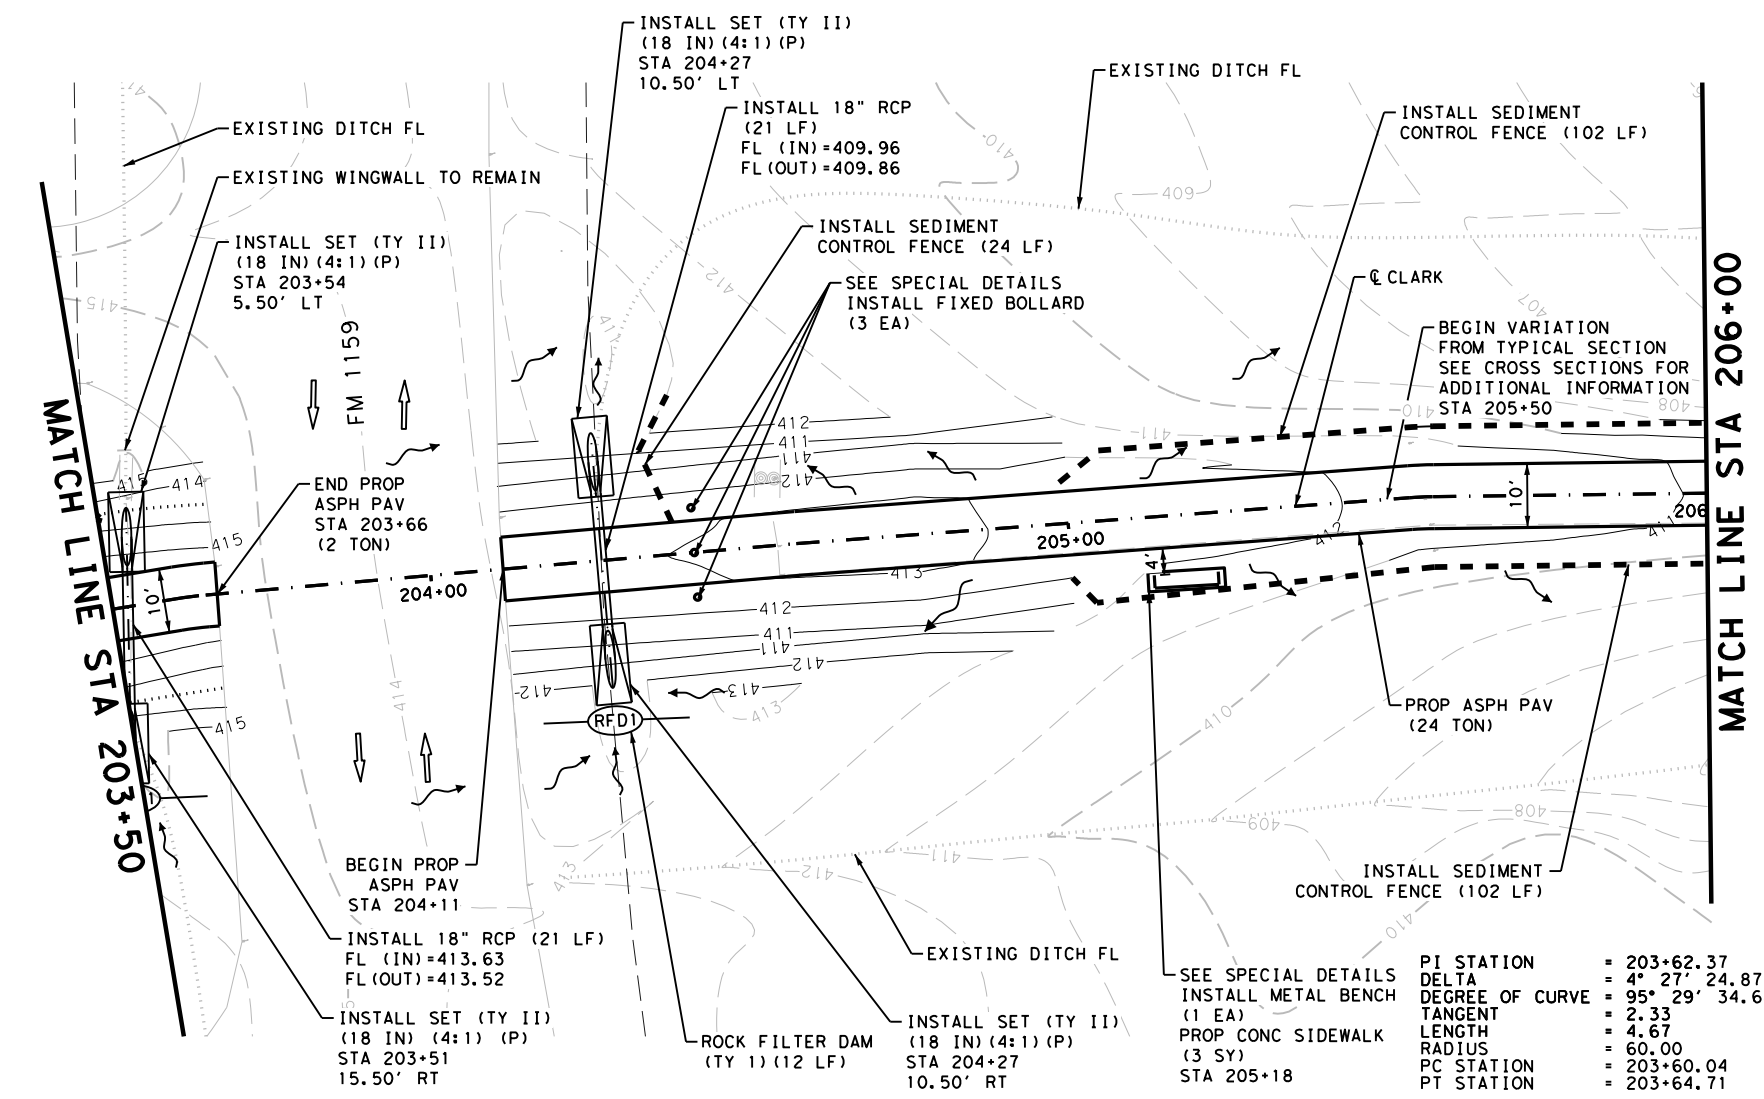 INSTALL SET (TY II)
(18 IN)(4:1)(P)
STA 204+27
10.50' LT
EXISTING DITCH FL
INSTALL 18" RCP
(21 LF)
FL (IN)=409.96
FL(OUT)=409.86
INSTALL SEDIMENT
CONTROL FENCE (102 LF)
EXISTING DITCH FL
EXISTING WINGWALL TO REMAIN
INSTALL SET (TY II)
(18 IN)(4:1)(P)
STA 203+54
5.50' LT
INSTALL SEDIMENT
CONTROL FENCE (24 LF)
SEE SPECIAL DETAILS
INSTALL FIXED BOLLARD
(3 EA)
℄ CLARK
BEGIN VARIATION
FROM TYPICAL SECTION
SEE CROSS SECTIONS FOR
ADDITIONAL INFORMATION
STA 205+50
FM 1159
MATCH LINE STA 203+50
MATCH LINE STA 206+00
END PROP
ASPH PAV
STA 203+66
(2 TON)
10'
204+00
205+00
206
10'
4'
410
409
412
407
408
410
411
411
415
415
414
415
415
412
411
411
412
413
412
412
411
411
412
412
413
413
414
413
412
411
410
409
408
410
412
411
RFD1
1
PROP ASPH PAV
(24 TON)
BEGIN PROP
ASPH PAV
STA 204+11
INSTALL 18" RCP (21 LF)
FL (IN)=413.63
FL(OUT)=413.52
INSTALL SET (TY II)
(18 IN) (4:1) (P)
STA 203+51
15.50' RT
ROCK FILTER DAM
(TY 1)(12 LF)
EXISTING DITCH FL
INSTALL SET (TY II)
(18 IN)(4:1)(P)
STA 204+27
10.50' RT
INSTALL SEDIMENT
CONTROL FENCE (102 LF)
SEE SPECIAL DETAILS
INSTALL METAL BENCH
(1 EA)
PROP CONC SIDEWALK
(3 SY)
STA 205+18
PI STATION = 203+62.37
DELTA = 4° 27' 24.87
DEGREE OF CURVE = 95° 29' 34.6
TANGENT = 2.33
LENGTH = 4.67
RADIUS = 60.00
PC STATION = 203+60.04
PT STATION = 203+64.71